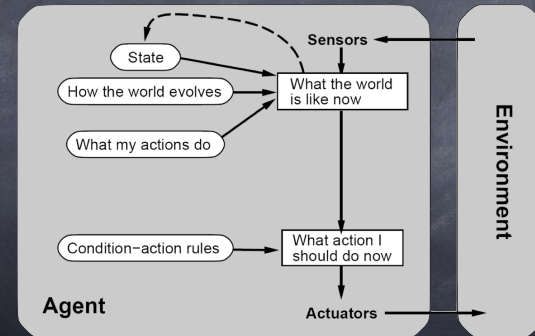 Sensors
State
What the world
is like now
How the world evolves
What my actions do
Environment
Condition−action rules
What action I
should do now
Agent
Actuators